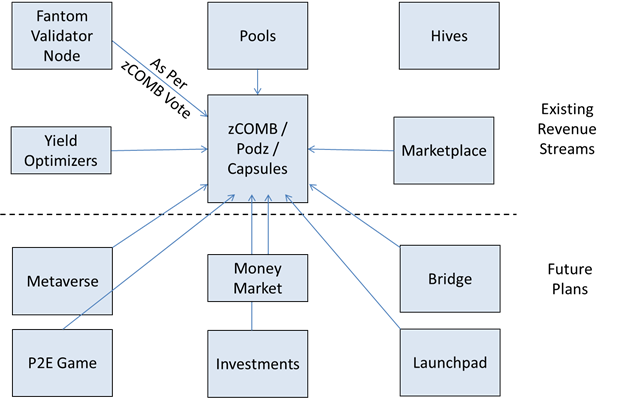 Fantom
Validator
Node
Pools
Hives
As Per
zCOMB Vote
zCOMB /
Podz /
Capsules
Existing
Revenue
Streams
Yield
Optimizers
Marketplace
Metaverse
Money
Market
Bridge
Future
Plans
P2E Game
Investments
Launchpad